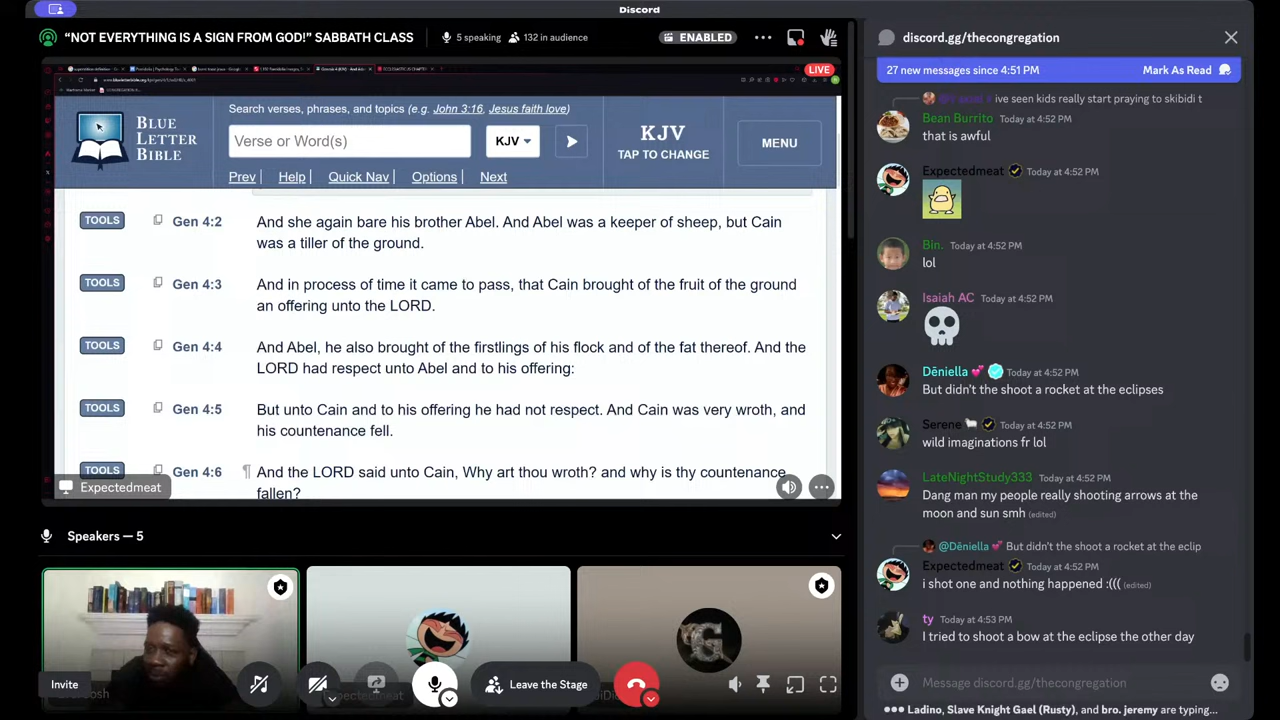 Discord
“NOT EVERYTHING IS A SIGN FROM GOD!” SABBATH CLASS
5 speaking
132 in audience
ENABLED
LIVE
BLUE
LETTER
BIBLE
Search verses, phrases, and topics (e.g. John 3:16, Jesus faith love)
Verse or Word(s)
KJV
KJV
TAP TO CHANGE
MENU
Prev
Help
Quick Nav
Options
Next
TOOLS
Gen 4:2
And she again bare his brother Abel. And Abel was a keeper of sheep, but Cain
was a tiller of the ground.
TOOLS
Gen 4:3
And in process of time it came to pass, that Cain brought of the fruit of the ground
an offering unto the LORD.
TOOLS
Gen 4:4
And Abel, he also brought of the firstlings of his flock and of the fat thereof. And the
LORD had respect unto Abel and to his offering:
TOOLS
Gen 4:5
But unto Cain and to his offering he had not respect. And Cain was very wroth, and
his countenance fell.
TOOLS
Gen 4:6
¶ And the LORD said unto Cain, Why art thou wroth? and why is thy countenance
fallen?
Expectedmeat
Speakers — 5
G
Invite
Leave the Stage
discord.gg/thecongregation
27 new messages since 4:51 PM
Mark As Read
ive seen kids really start praying to skibidi t
Bean Burrito Today at 4:52 PM
that is awful
Expectedmeat Today at 4:52 PM
Bin. Today at 4:52 PM
lol
Isaiah AC Today at 4:52 PM
Dēniella 💕 Today at 4:52 PM
But didn't the shoot a rocket at the eclipses
Serene Today at 4:52 PM
wild imaginations fr lol
LateNightStudy333 Today at 4:52 PM
Dang man my people really shooting arrows at the
moon and sun smh (edited)
@Dēniella 💕 But didn't the shoot a rocket at the eclip
Expectedmeat Today at 4:52 PM
i shot one and nothing happened :((( (edited)
ty Today at 4:53 PM
I tried to shoot a bow at the eclipse the other day
Message discord.gg/thecongregation
Ladino, Slave Knight Gael (Rusty), and bro. jeremy are typing...